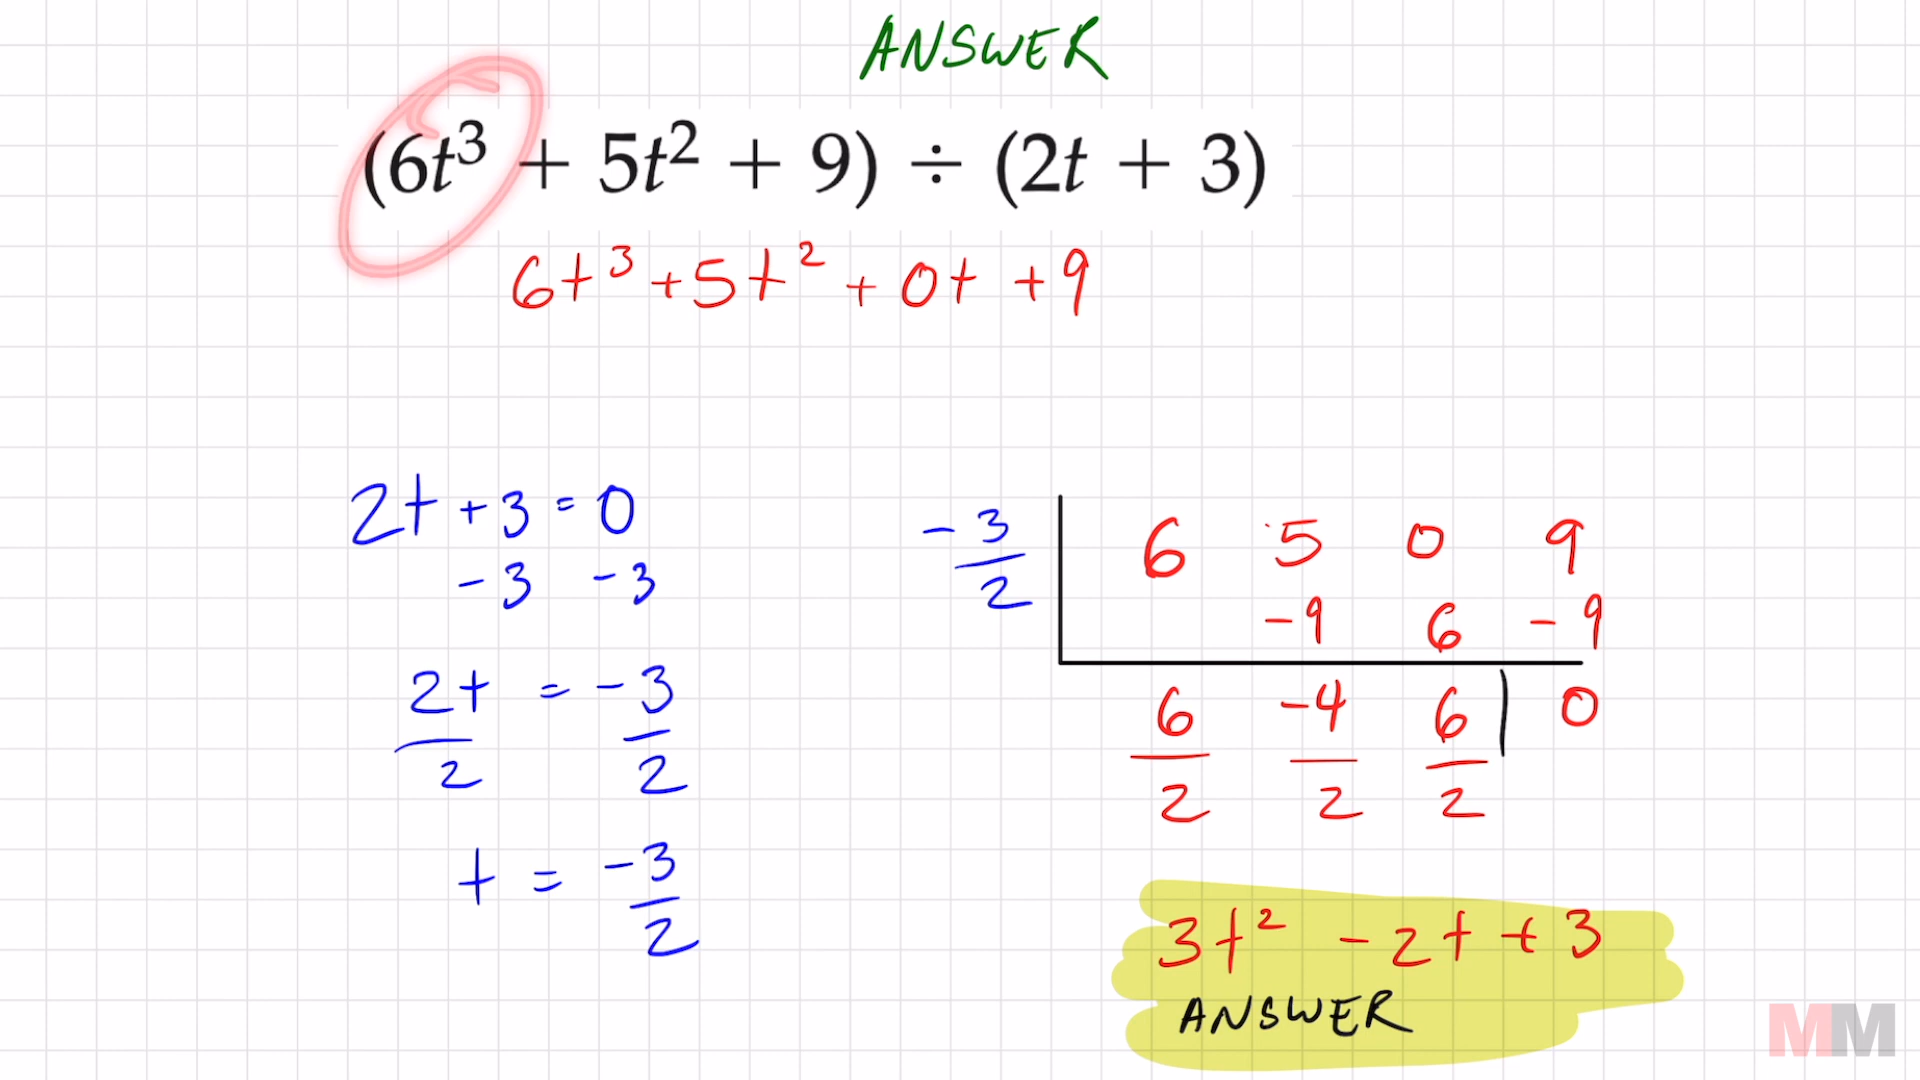 ANSWER
(6t³ + 5t² + 9) ÷ (2t + 3)
6t³ + 5t² + 0t + 9
2t + 3 = 0
-3 -3
2t = -3
2 2
t = -3
2
-3
2
6 5 0 9
-9 6 -9
6 -4 6 | 0
2 2 2
3t² - 2t + 3
ANSWER
MM